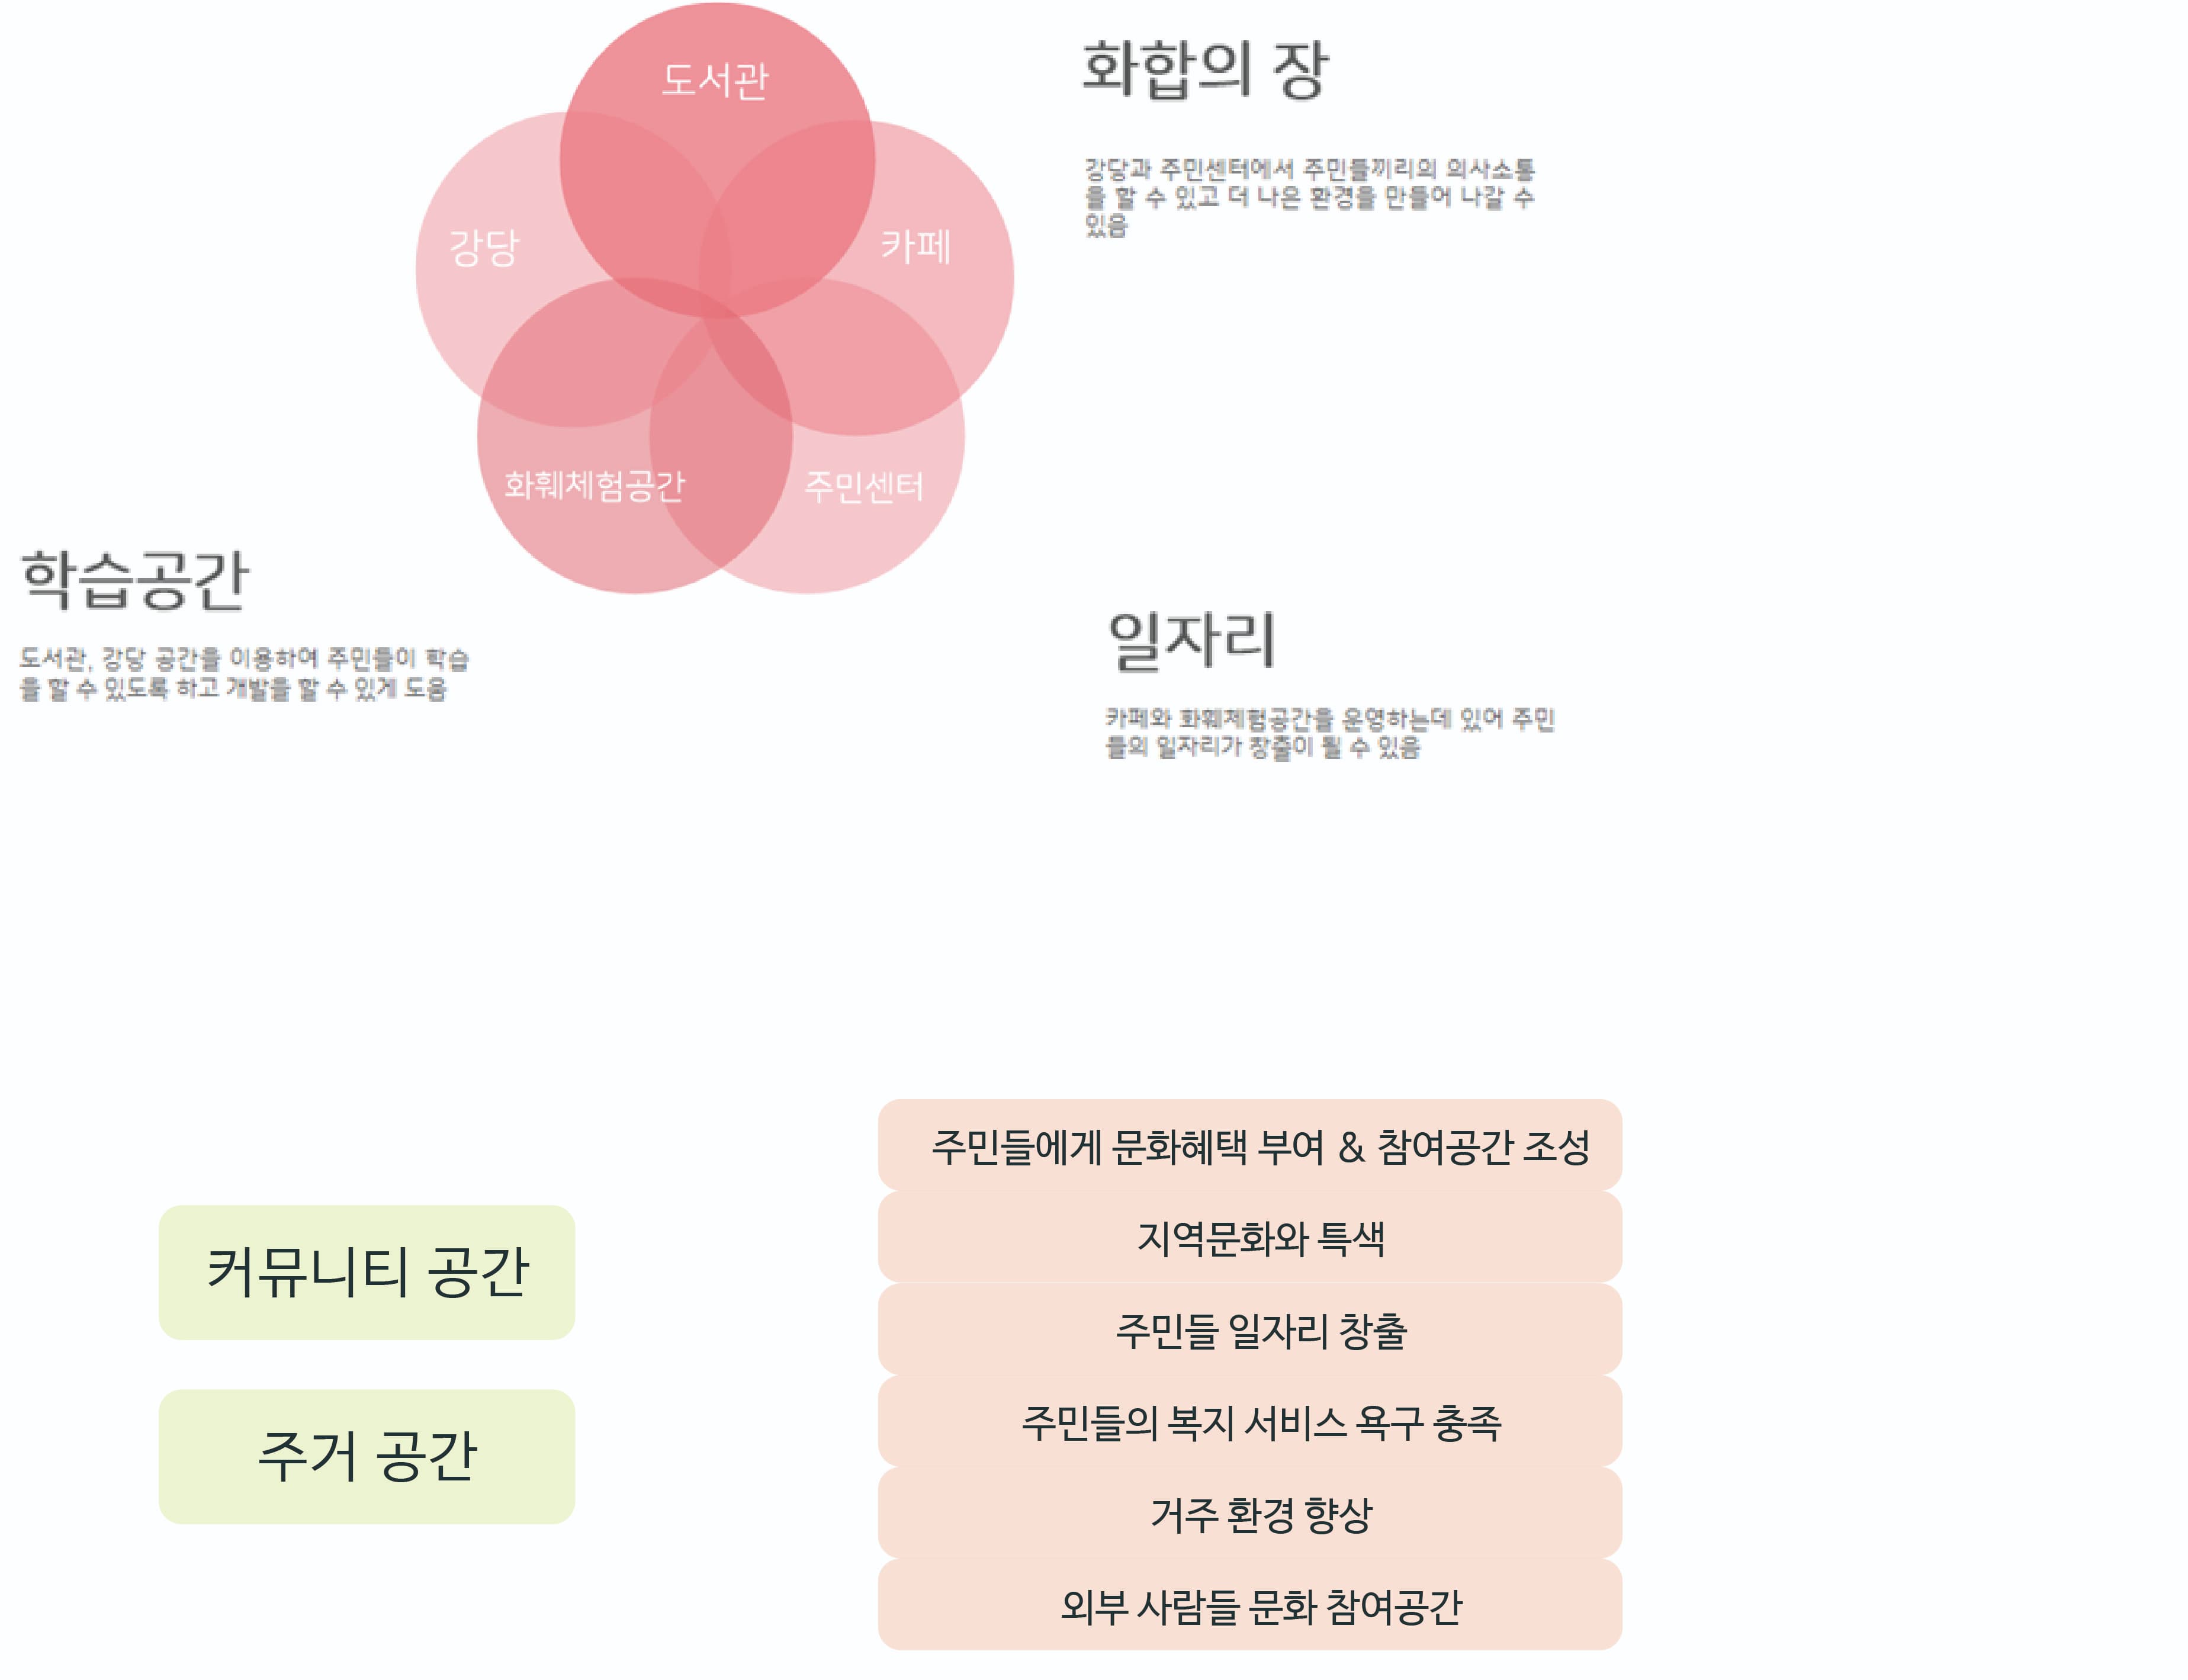 도서관
강당
카페
화훼체험공간
주민센터
화합의 장
강당과 주민센터에서 주민들끼리의 의사소통
을 할 수 있고 더 나은 환경을 만들어 나갈 수
있음
학습공간
도서관, 강당 공간을 이용하여 주민들이 학습
을 할 수 있도록 하고 개발을 할 수 있게 도움
일자리
카페와 화훼체험공간을 운영하는데 있어 주민
들의 일자리가 창출이 될 수 있음
커뮤니티 공간
주거 공간
주민들에게 문화혜택 부여 & 참여공간 조성
지역문화와 특색
주민들 일자리 창출
주민들의 복지 서비스 욕구 충족
거주 환경 향상
외부 사람들 문화 참여공간